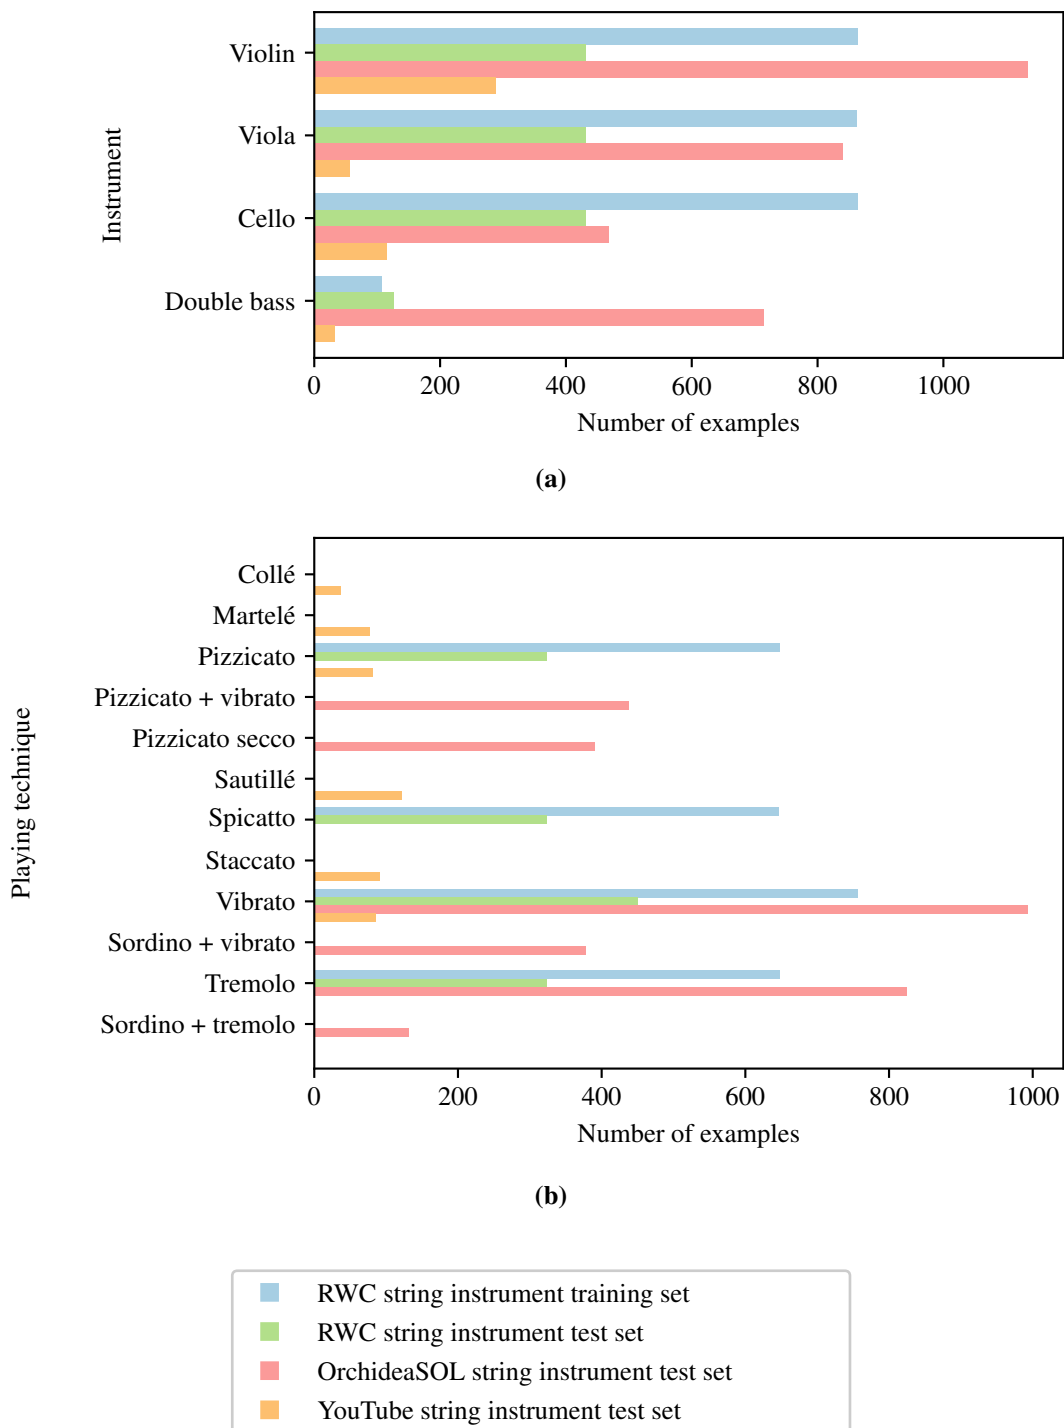 Violin
Viola
Cello
Double bass
Instrument
0 200 400 600 800 1000
Number of examples
(a)
Collé
Martelé
Pizzicato
Pizzicato + vibrato
Pizzicato secco
Sautillé
Spicatto
Staccato
Vibrato
Sordino + vibrato
Tremolo
Sordino + tremolo
Playing technique
0 200 400 600 800 1000
Number of examples
(b)
RWC string instrument training set
RWC string instrument test set
OrchideaSOL string instrument test set
YouTube string instrument test set